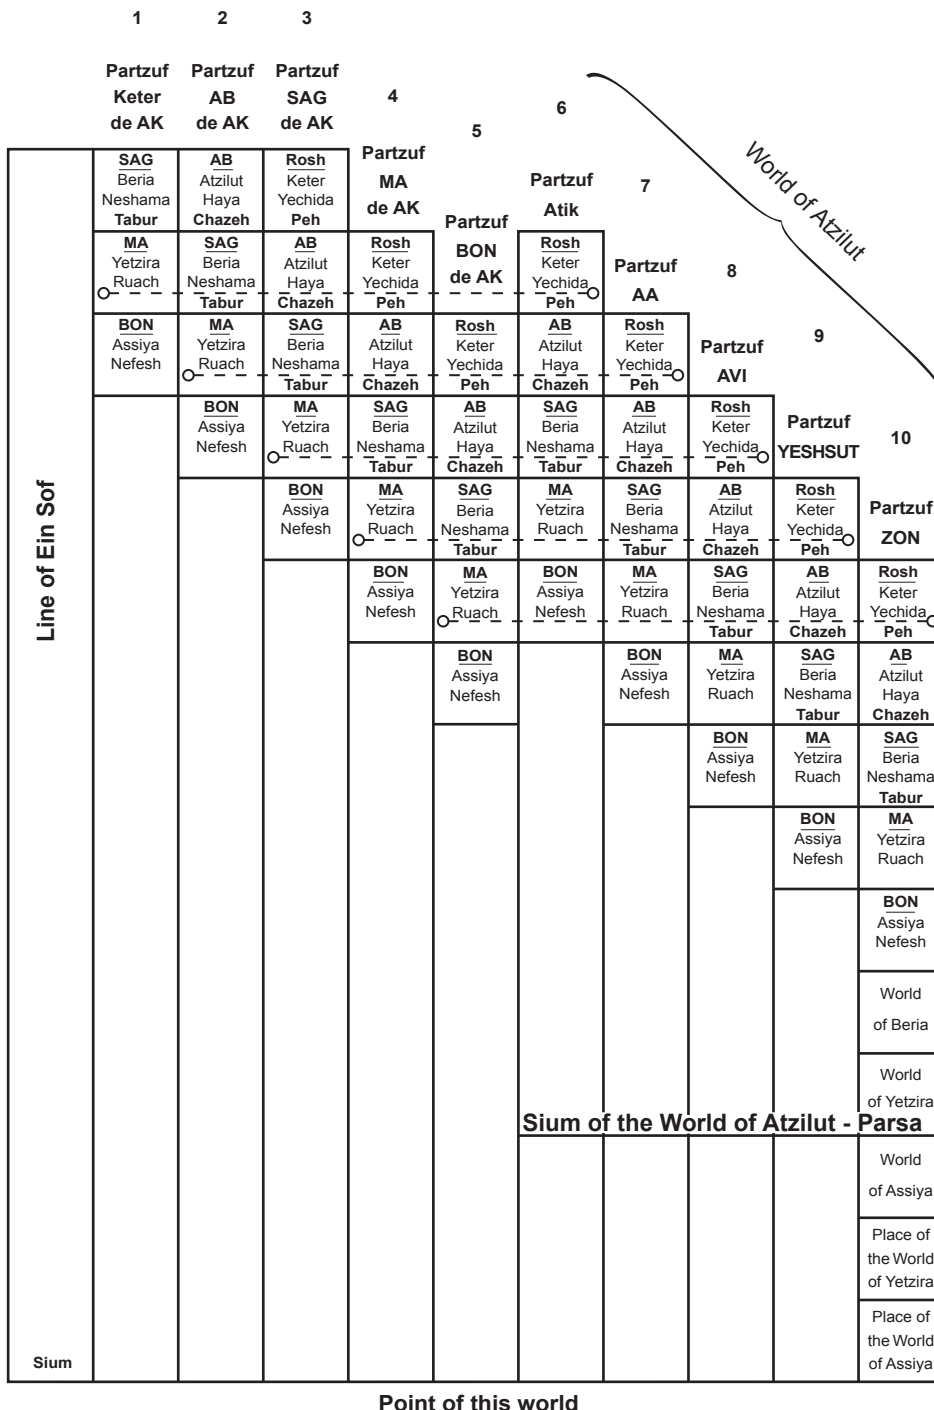 1
2
3
Partzuf
Keter
de AK
Partzuf
AB
de AK
Partzuf
SAG
de AK
4
Partzuf
MA
de AK
5
Partzuf
BON
de AK
6
Partzuf
Atik
7
Partzuf
AA
8
Partzuf
AVI
9
Partzuf
YESHSUT
10
Partzuf
ZON
World of Atzilut
Line of Ein Sof
Sium
SAG
Beria
Neshama
Tabur
MA
Yetzira
Ruach
BON
Assiya
Nefesh
AB
Atzilut
Haya
Chazeh
SAG
Beria
Neshama
Tabur
MA
Yetzira
Ruach
BON
Assiya
Nefesh
Rosh
Keter
Yechida
Peh
AB
Atzilut
Haya
Chazeh
SAG
Beria
Neshama
Tabur
MA
Yetzira
Ruach
BON
Assiya
Nefesh
Rosh
Keter
Yechida
Peh
AB
Atzilut
Haya
Chazeh
SAG
Beria
Neshama
Tabur
MA
Yetzira
Ruach
BON
Assiya
Nefesh
Rosh
Keter
Yechida
Peh
AB
Atzilut
Haya
Chazeh
SAG
Beria
Neshama
Tabur
MA
Yetzira
Ruach
BON
Assiya
Nefesh
Rosh
Keter
Yechida
Peh
AB
Atzilut
Haya
Chazeh
SAG
Beria
Neshama
Tabur
MA
Yetzira
Ruach
BON
Assiya
Nefesh
Rosh
Keter
Yechida
Peh
AB
Atzilut
Haya
Chazeh
SAG
Beria
Neshama
Tabur
MA
Yetzira
Ruach
BON
Assiya
Nefesh
Rosh
Keter
Yechida
Peh
AB
Atzilut
Haya
Chazeh
SAG
Beria
Neshama
Tabur
MA
Yetzira
Ruach
BON
Assiya
Nefesh
Rosh
Keter
Yechida
Peh
AB
Atzilut
Haya
Chazeh
SAG
Beria
Neshama
Tabur
MA
Yetzira
Ruach
BON
Assiya
Nefesh
Rosh
Keter
Yechida
Peh
AB
Atzilut
Haya
Chazeh
SAG
Beria
Neshama
Tabur
MA
Yetzira
Ruach
BON
Assiya
Nefesh
World
of Beria
World
of Yetzira
Sium of the World of Atzilut - Parsa
World
of Assiya
Place of
the World
of Yetzira
Place of
the World
of Assiya
Point of this world